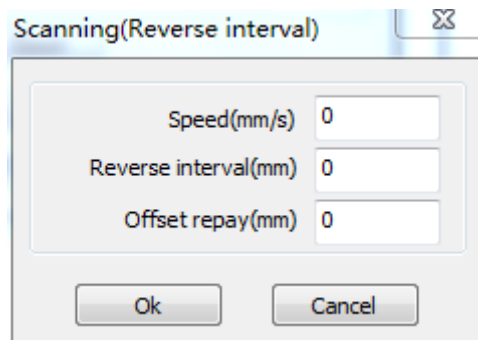 Scanning(Reverse interval)
Speed(mm/s) 0
Reverse interval(mm) 0
Offset repay(mm) 0
Ok Cancel